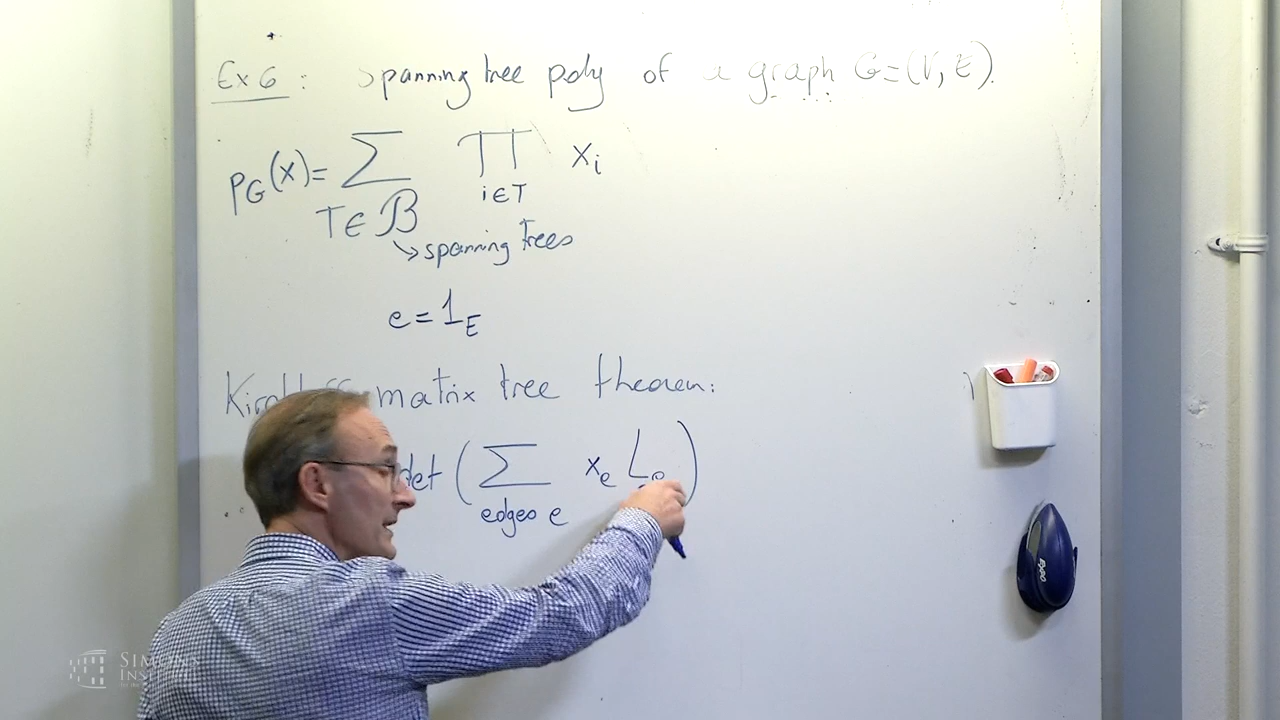 Ex 6 : spanning tree poly of a graph G=(V, E).
p_G(x) = ∑_{T∈ℬ} ∏_{i∈T} x_i
↳ spanning trees
e = 1_E
matrix tree theorem:
det ( ∑_{edges e} x_e L_e )
EXPO